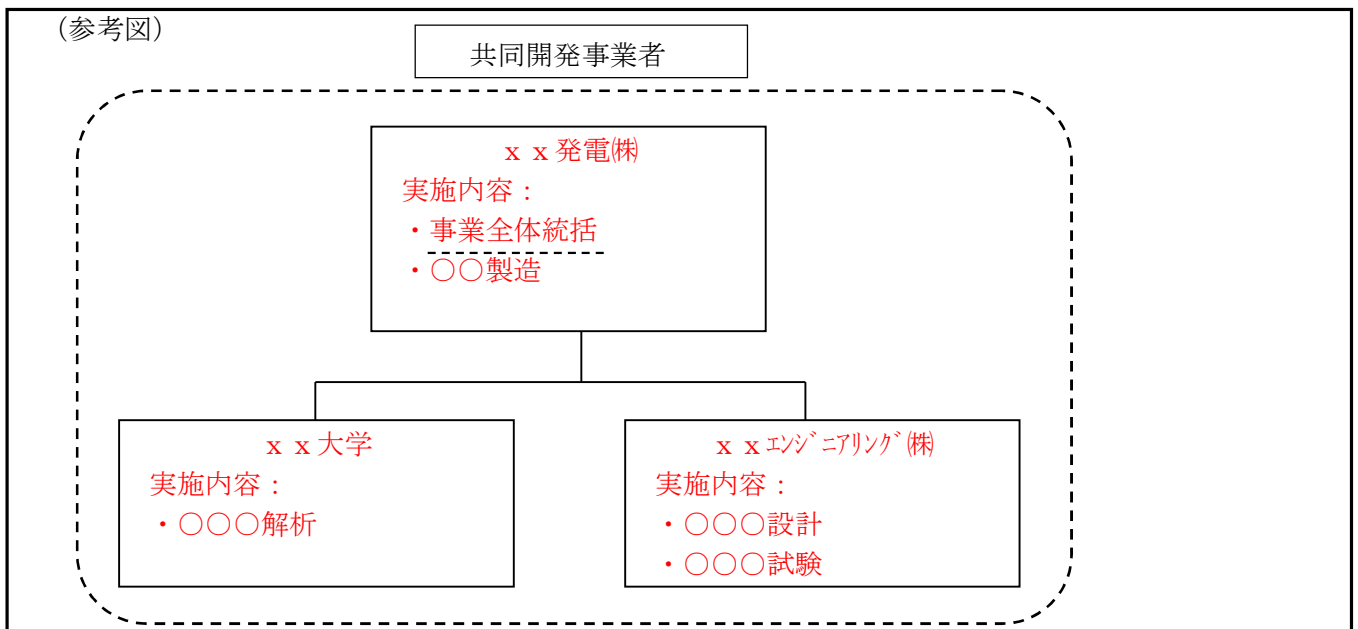 (参考図)
共同開発事業者
ｘｘ発電㈱
実施内容：
・事業全体統括
・○○製造
ｘｘ大学
実施内容：
・○○○解析
ｘｘｴﾝｼﾞﾆｱﾘﾝｸﾞ㈱
実施内容：
・○○○設計
・○○○試験